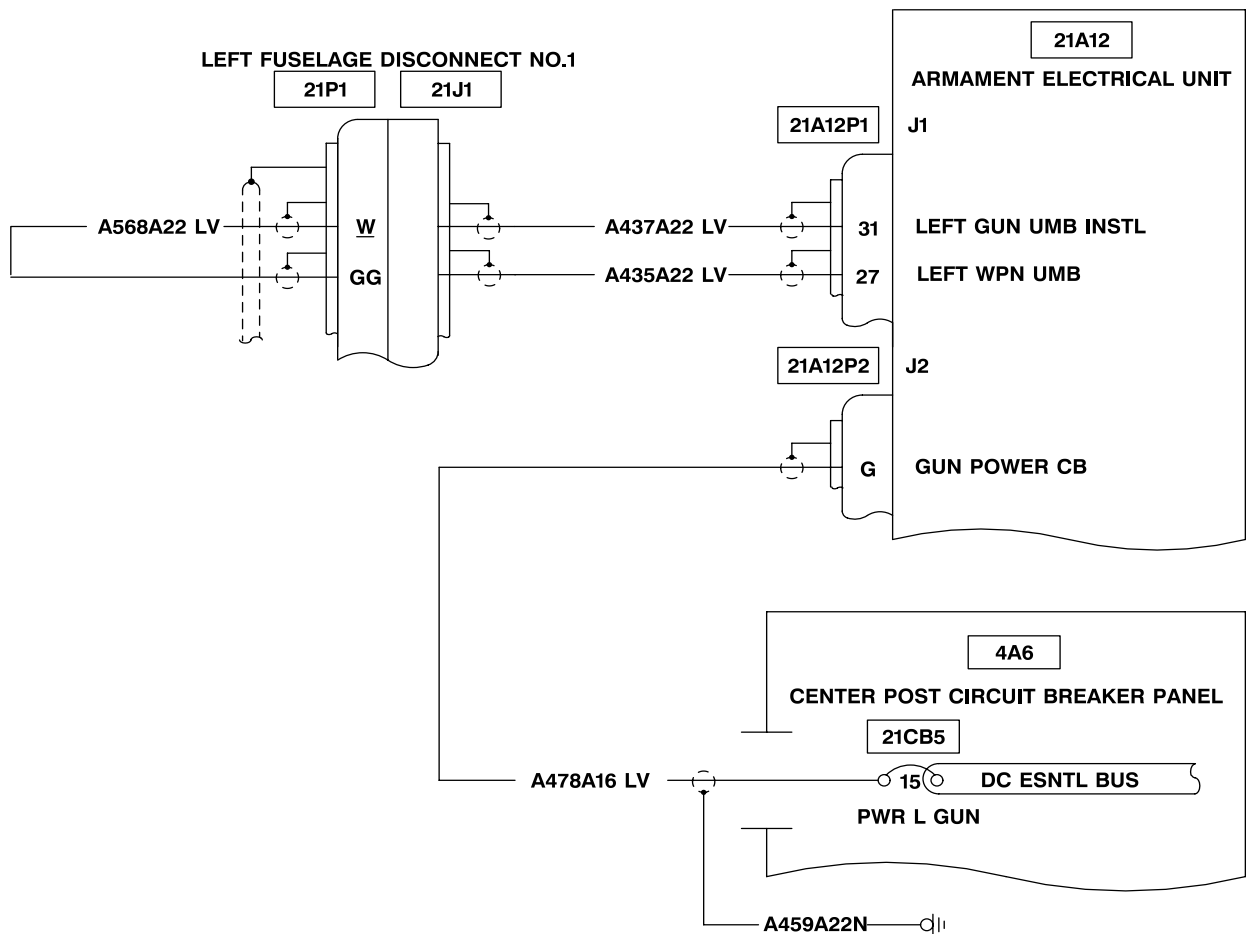 21A12
LEFT FUSELAGE DISCONNECT NO.1
ARMAMENT ELECTRICAL UNIT
21P1 21J1
21A12P1 J1
A568A22 LV W A437A22 LV 31 LEFT GUN UMB INSTL
GG A435A22 LV 27 LEFT WPN UMB
21A12P2 J2
G GUN POWER CB
4A6
CENTER POST CIRCUIT BREAKER PANEL
21CB5
A478A16 LV 15 DC ESNTL BUS
PWR L GUN
A459A22N